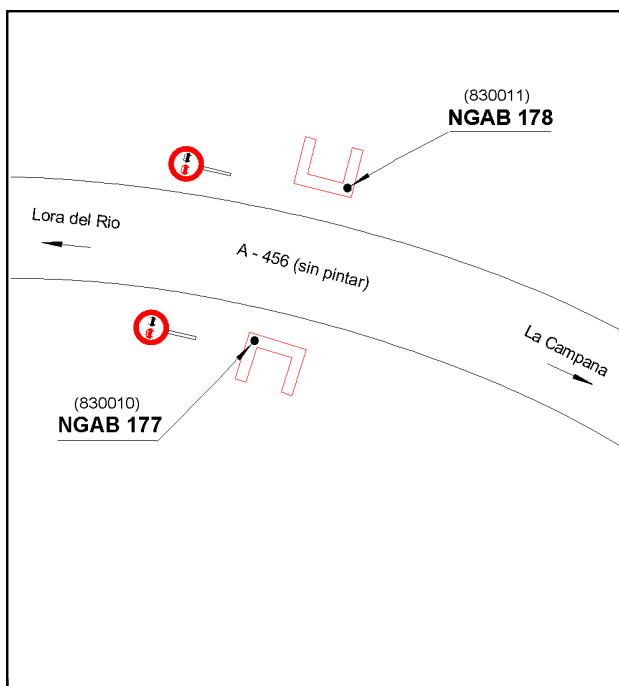 (830011)
NGAB 178
Lora del Rio
A - 456 (sin pintar)
La Campana
(830010)
NGAB 177